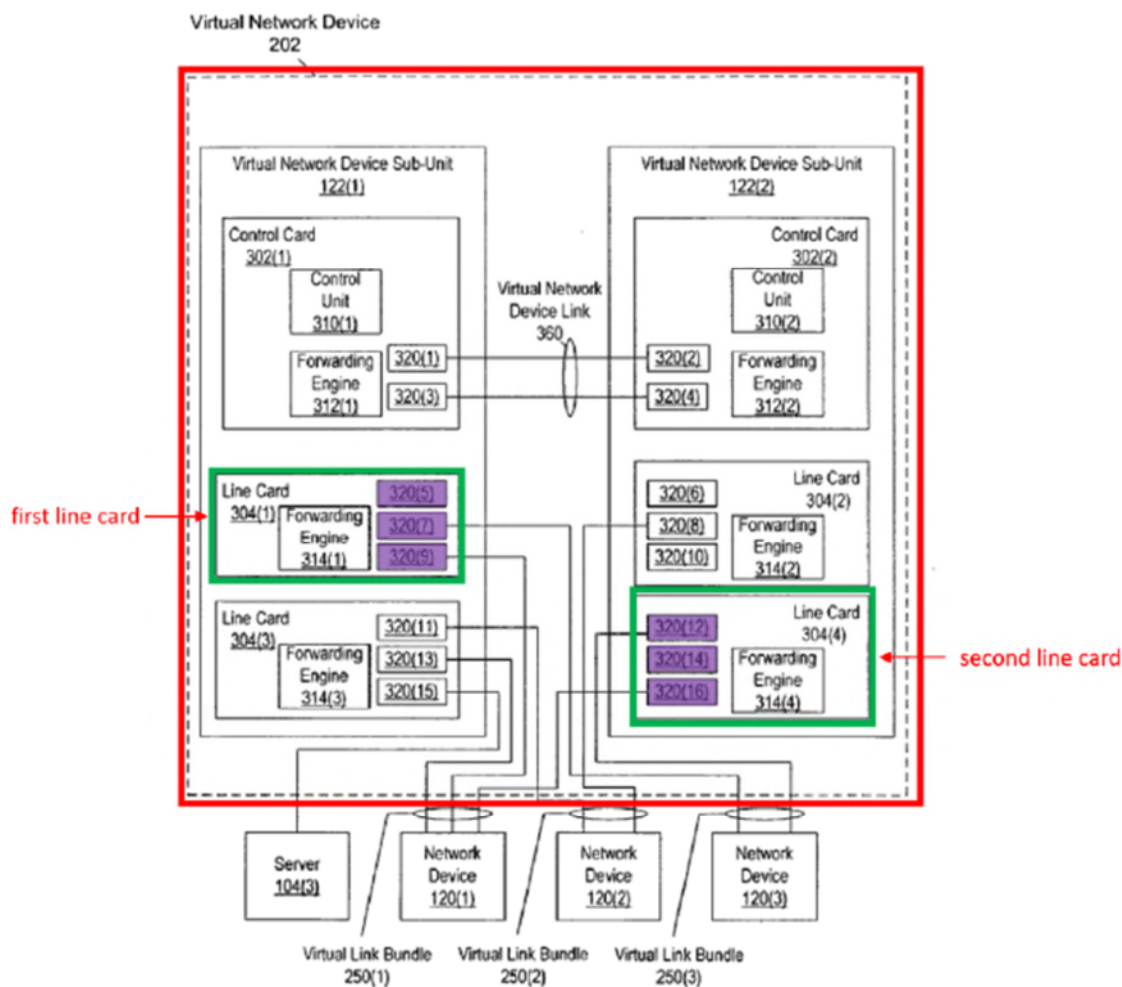 Virtual Network Device
202
Virtual Network Device Sub-Unit
122(1)
Control Card
302(1)
Control
Unit
310(1)
Forwarding
Engine
312(1)
320(1)
320(3)
Virtual Network
Device Link
360
Virtual Network Device Sub-Unit
122(2)
Control Card
302(2)
Control
Unit
310(2)
320(2)
320(4)
Forwarding
Engine
312(2)
first line card
Line Card
304(1)
Forwarding
Engine
314(1)
320(5)
320(7)
320(9)
Line Card
304(2)
320(6)
320(8)
320(10)
Forwarding
Engine
314(2)
Line Card
304(3)
Forwarding
Engine
314(3)
320(11)
320(13)
320(15)
Line Card
304(4)
320(12)
320(14)
320(16)
Forwarding
Engine
314(4)
second line card
Server
104(3)
Network
Device
120(1)
Network
Device
120(2)
Network
Device
120(3)
Virtual Link Bundle
250(1)
Virtual Link Bundle
250(2)
Virtual Link Bundle
250(3)